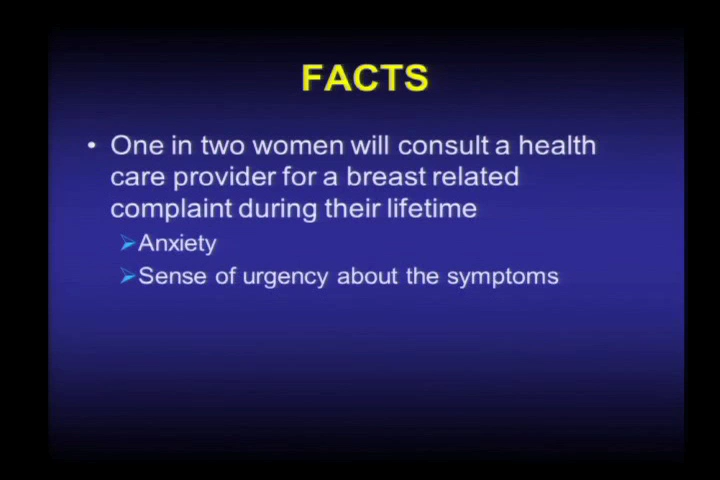 FACTS
• One in two women will consult a health
care provider for a breast related
complaint during their lifetime
➢Anxiety
➢Sense of urgency about the symptoms